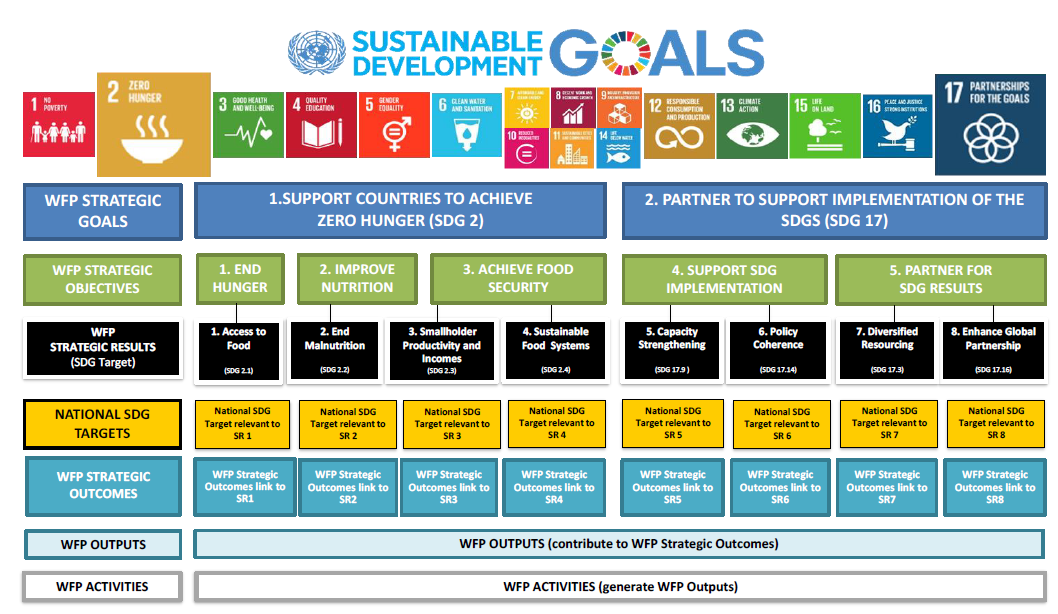 SUSTAINABLE
DEVELOPMENT
GOALS
1 NO
POVERTY
2 ZERO
HUNGER
3 GOOD HEALTH
AND WELL-BEING
4 QUALITY
EDUCATION
5 GENDER
EQUALITY
6 CLEAN WATER
AND SANITATION
7 AFFORDABLE AND
CLEAN ENERGY
8 DECENT WORK AND
ECONOMIC GROWTH
9 INDUSTRY, INNOVATION
AND INFRASTRUCTURE
10 REDUCED
INEQUALITIES
11 SUSTAINABLE CITIES
AND COMMUNITIES
14 LIFE
BELOW WATER
12 RESPONSIBLE
CONSUMPTION
AND PRODUCTION
13 CLIMATE
ACTION
15 LIFE
ON LAND
16 PEACE AND JUSTICE
STRONG INSTITUTIONS
17 PARTNERSHIPS
FOR THE GOALS
WFP STRATEGIC
GOALS
1.SUPPORT COUNTRIES TO ACHIEVE
ZERO HUNGER (SDG 2)
2. PARTNER TO SUPPORT IMPLEMENTATION OF THE
SDGS (SDG 17)
WFP STRATEGIC
OBJECTIVES
1. END
HUNGER
2. IMPROVE
NUTRITION
3. ACHIEVE FOOD
SECURITY
4. SUPPORT SDG
IMPLEMENTATION
5. PARTNER FOR
SDG RESULTS
WFP
STRATEGIC RESULTS
(SDG Target)
1. Access to
Food
(SDG 2.1)
2. End
Malnutrition
(SDG 2.2)
3. Smallholder
Productivity and
Incomes
(SDG 2.3)
4. Sustainable
Food Systems
(SDG 2.4)
5. Capacity
Strengthening
(SDG 17.9 )
6. Policy
Coherence
(SDG 17.14)
7. Diversified
Resourcing
(SDG 17.3)
8. Enhance Global
Partnership
(SDG 17.16)
NATIONAL SDG
TARGETS
National SDG
Target relevant to
SR 1
National SDG
Target relevant to
SR 2
National SDG
Target relevant to
SR 3
National SDG
Target relevant to
SR 4
National SDG
Target relevant to
SR 5
National SDG
Target relevant to
SR 6
National SDG
Target relevant to
SR 7
National SDG
Target relevant to
SR 8
WFP STRATEGIC
OUTCOMES
WFP Strategic
Outcomes link to
SR1
WFP Strategic
Outcomes link to
SR2
WFP Strategic
Outcomes link to
SR3
WFP Strategic
Outcomes link to
SR4
WFP Strategic
Outcomes link to
SR5
WFP Strategic
Outcomes link to
SR6
WFP Strategic
Outcomes link to
SR7
WFP Strategic
Outcomes link to
SR8
WFP OUTPUTS
WFP OUTPUTS (contribute to WFP Strategic Outcomes)
WFP ACTIVITIES
WFP ACTIVITIES (generate WFP Outputs)